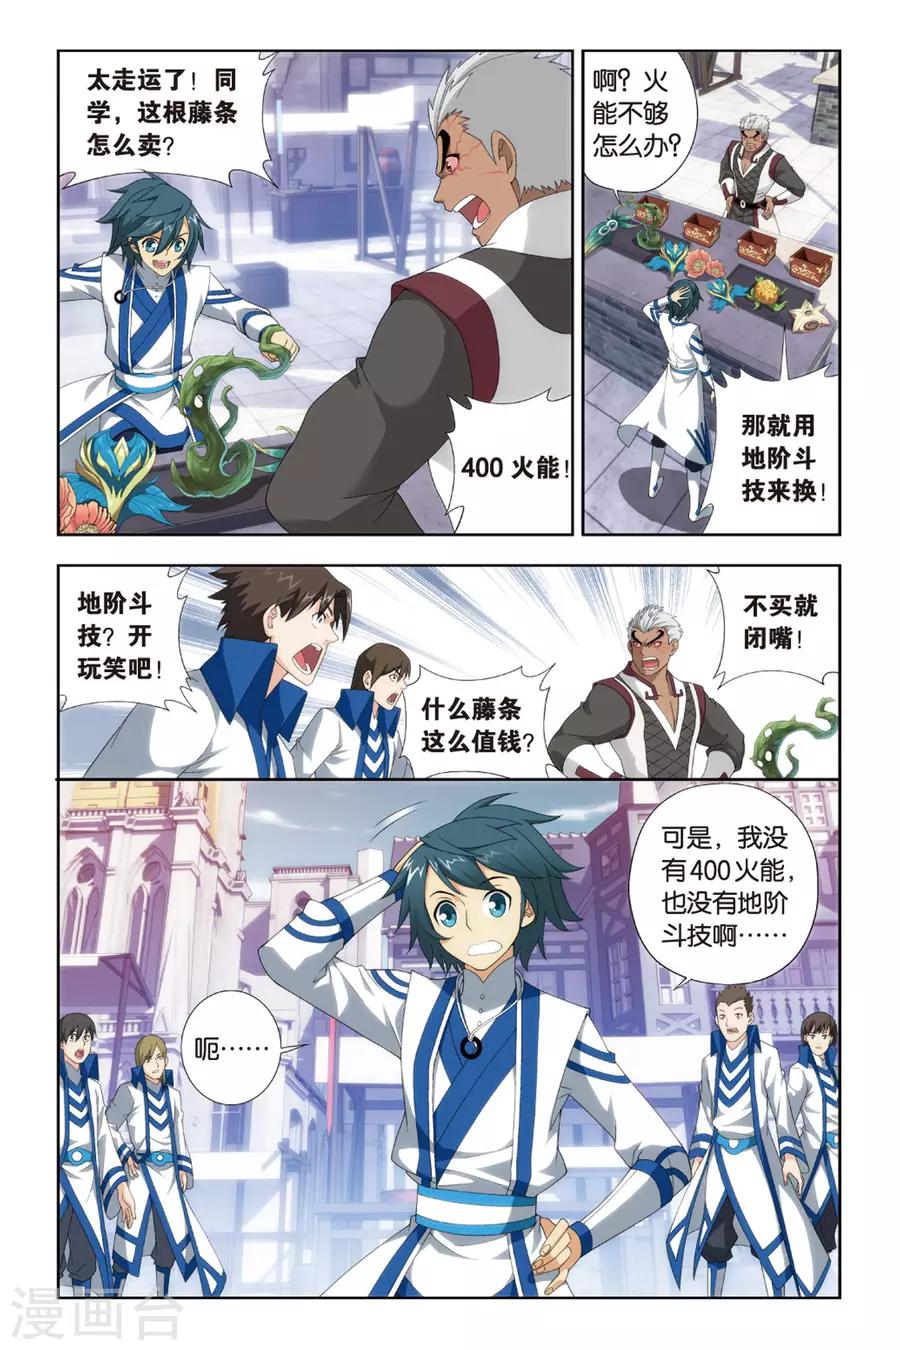 太走运了！同
学，这根藤条
怎么卖？
400 火能！
啊？火
能不够
怎么办？
那就用
地阶斗
技来换！
地阶斗
技？开
玩笑吧！
什么藤条
这么值钱？
不买就
闭嘴！
可是，我没
有400火能，
也没有地阶
斗技啊……
呃……
漫画台